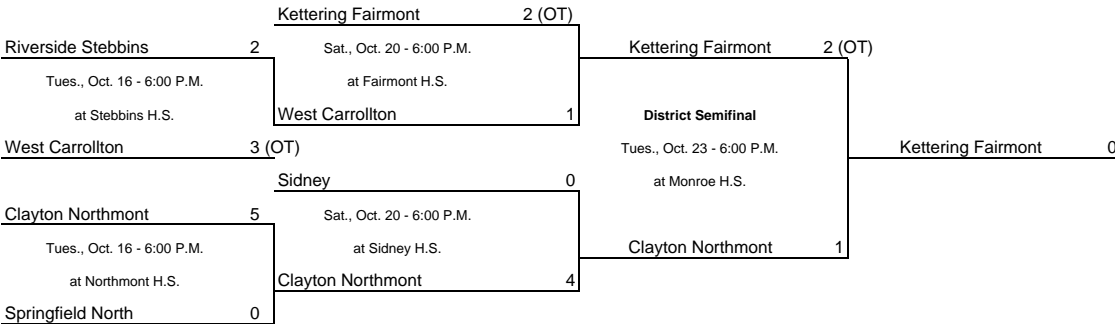 Kettering Fairmont 2 (OT)
Riverside Stebbins 2 Sat., Oct. 20 - 6:00 P.M. Kettering Fairmont 2 (OT)
Tues., Oct. 16 - 6:00 P.M. at Fairmont H.S.
at Stebbins H.S. West Carrollton 1 District Semifinal
West Carrollton 3 (OT) Tues., Oct. 23 - 6:00 P.M. Kettering Fairmont 0
Sidney 0 at Monroe H.S.
Clayton Northmont 5 Sat., Oct. 20 - 6:00 P.M.
Tues., Oct. 16 - 6:00 P.M. at Sidney H.S. Clayton Northmont 1
at Northmont H.S. Clayton Northmont 4
Springfield North 0